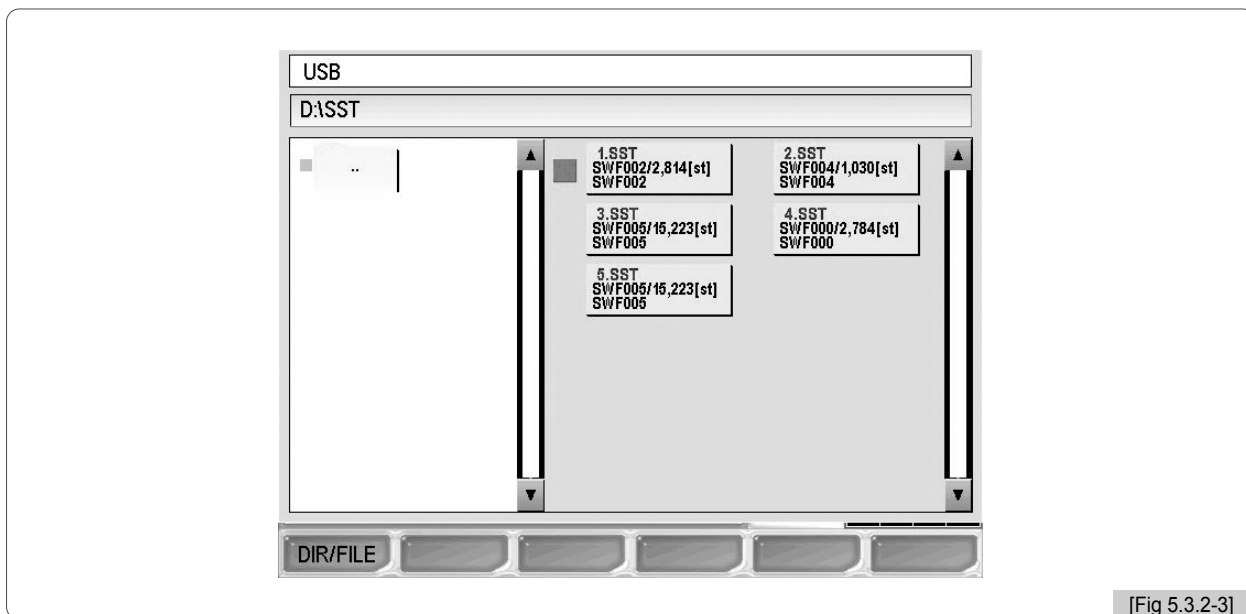 USB
D:\SST
..
1.SST
SWF002/2,814[st]
SWF002
2.SST
SWF004/1,030[st]
SWF004
3.SST
SWF005/15,223[st]
SWF005
4.SST
SWF000/2,784[st]
SWF000
5.SST
SWF005/15,223[st]
SWF005
DIR/FILE
[Fig 5.3.2-3]